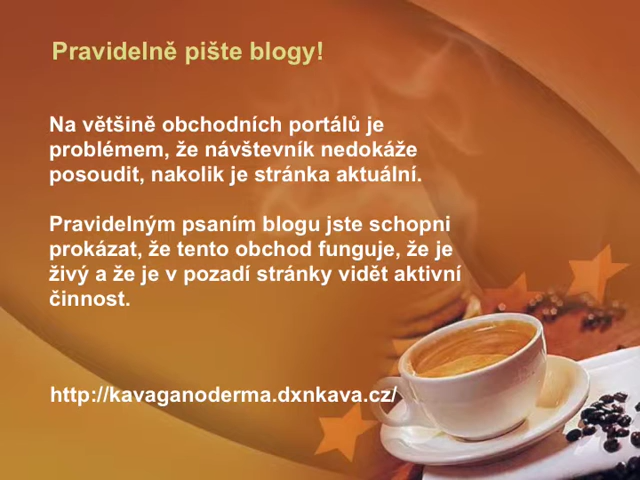 Pravidelně pište blogy!
Na většině obchodních portálů je
problémem, že návštevník nedokáže
posoudit, nakolik je stránka aktuální.
Pravidelným psaním blogu jste schopni
prokázat, že tento obchod funguje, že je
živý a že je v pozadí stránky vidět aktivní
činnost.
http://kavaganoderma.dxnkava.cz/